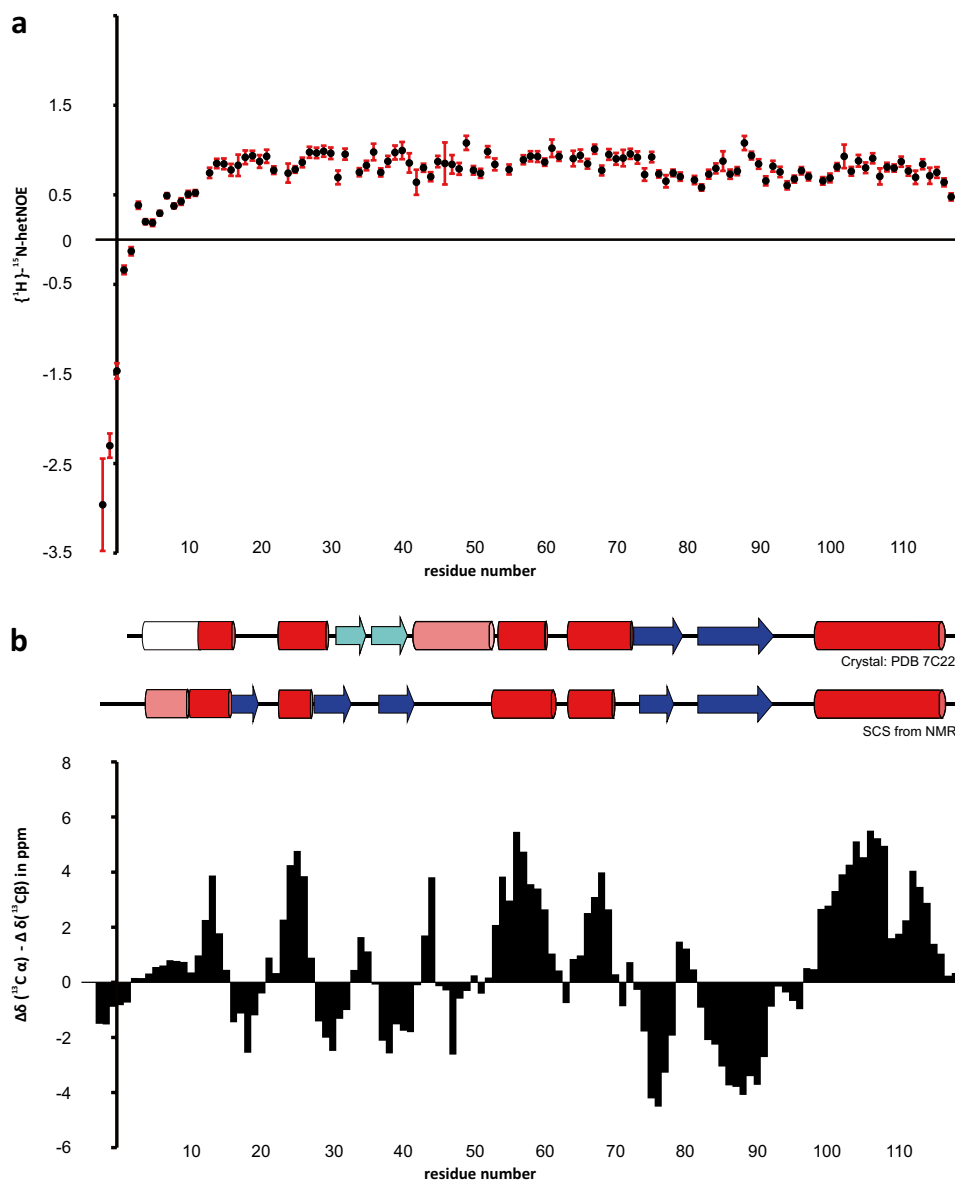 a
1.5
0.5
0
-0.5
-1.5
-2.5
-3.5
{¹H}-¹⁵N-hetNOE
10 20 30 40 50 60 70 80 90 100 110
residue number
b
Crystal: PDB 7C22
SCS from NMR
8
6
4
2
0
-2
-4
-6
Δδ (¹³C α) - Δ δ(¹³Cβ) in ppm
10 20 30 40 50 60 70 80 90 100 110
residue number